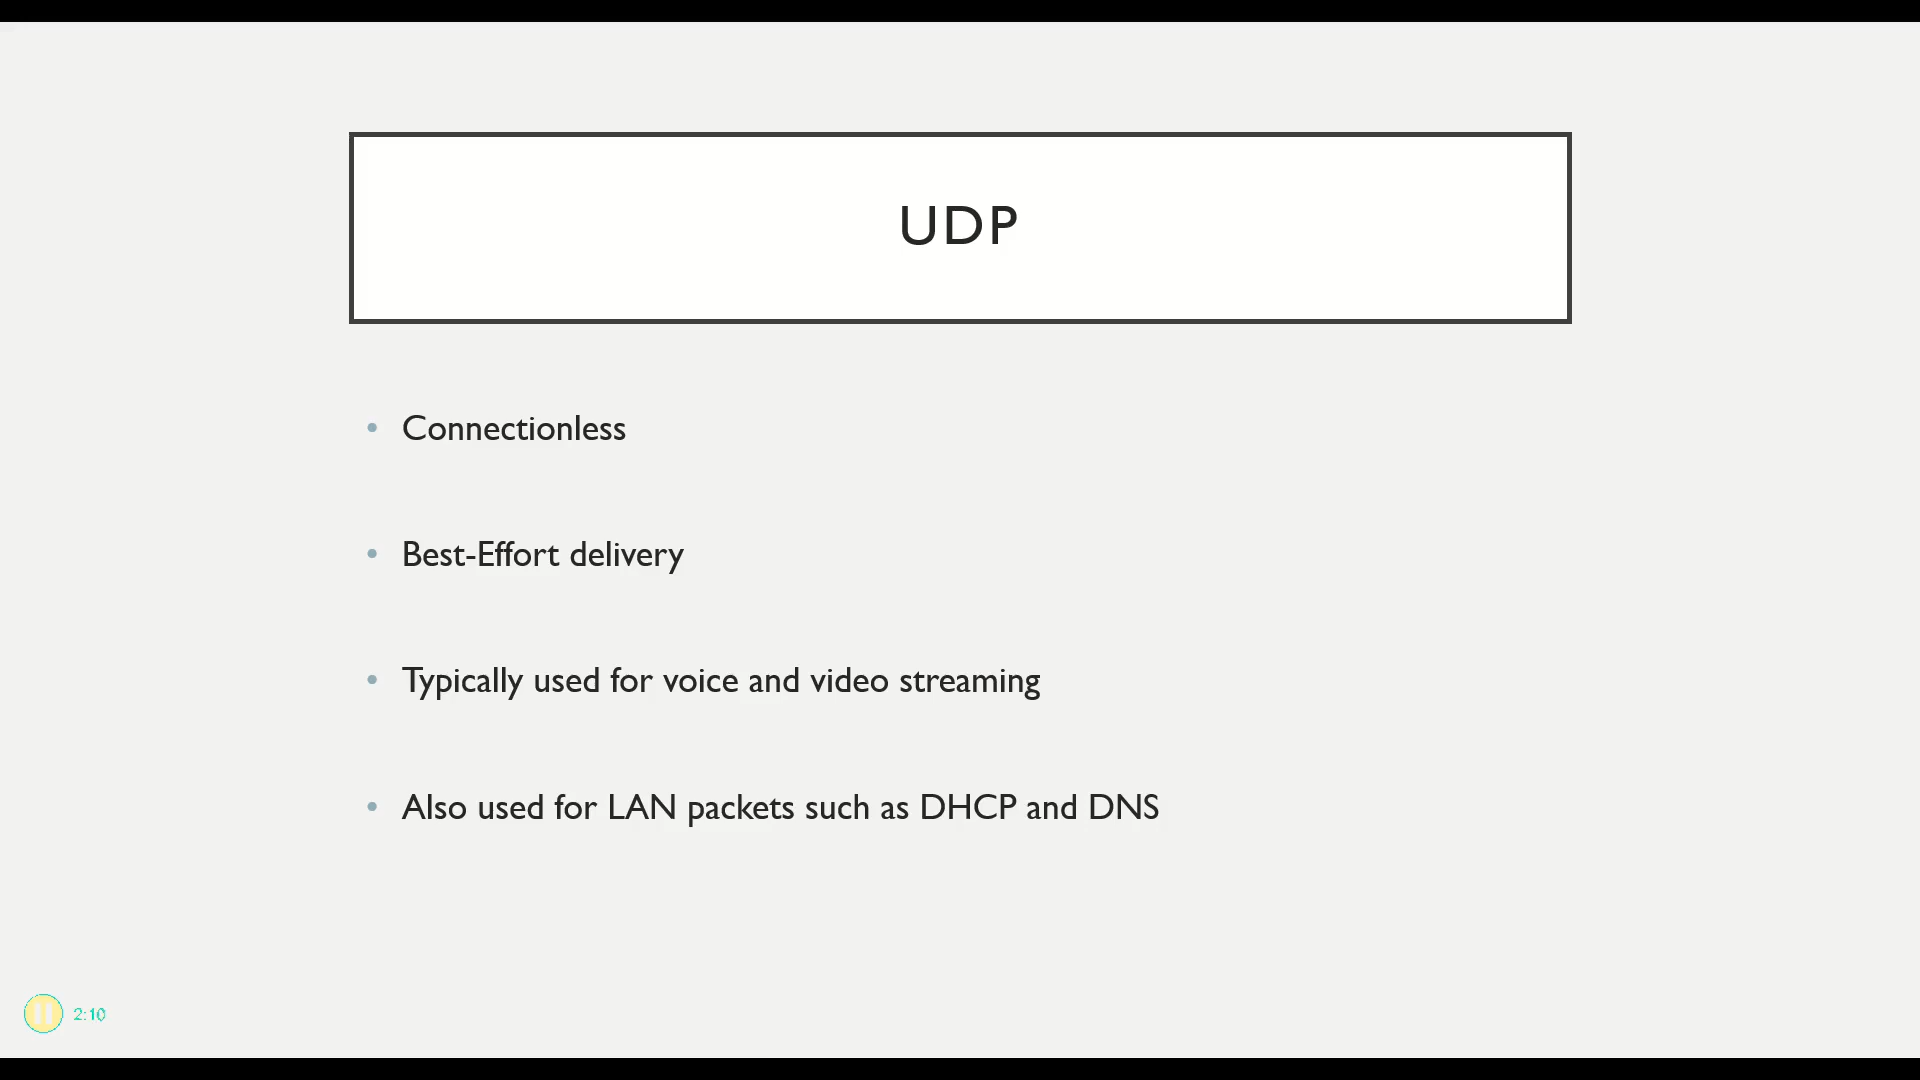 UDP
• Connectionless
• Best-Effort delivery
• Typically used for voice and video streaming
• Also used for LAN packets such as DHCP and DNS
2:10